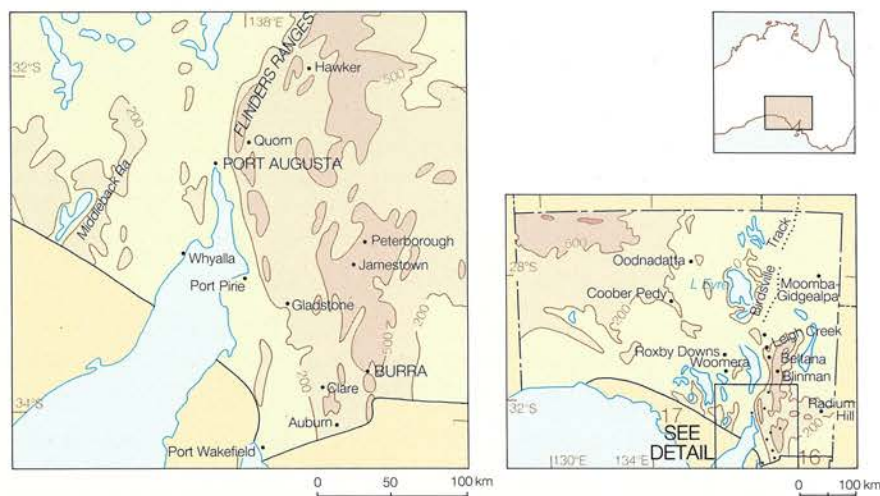 138°E
32°S
FLINDERS RANGES
Hawker
500
200
Quorn
PORT AUGUSTA
Middleback Ra
Peterborough
Whyalla
Jamestown
Port Pirie
Gladstone
200
500
BURRA
200
Clare
34°S
Auburn
Port Wakefield
0 50 100 km
500
Track
Oodnadatta
28°S
L Eyre
Birdsville
Moomba-
Gidgealpa
Coober Pedy
200
Leigh Creek
Roxby Downs
Beltana
Woomera
Blinman
32°S
17
Radium
Hill
200
SEE
DETAIL
16
130°E
134°E
0 100 km